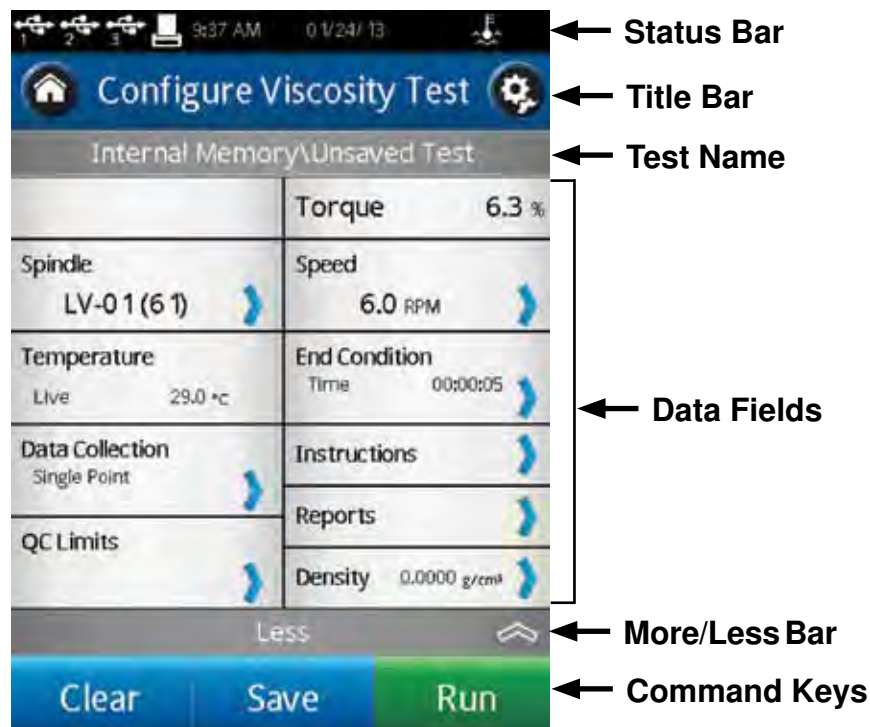 1 2 3 9:37 AM 01/24/13 Status Bar
Configure Viscosity Test Title Bar
Internal Memory\Unsaved Test Test Name
Torque 6.3 %
Spindle
LV-01(61)
Speed
6.0 RPM
Temperature
Live 29.0 °C
End Condition
Time 00:00:05
Data Fields
Data Collection
Single Point
Instructions
Reports
QC Limits
Density 0.0000 g/cm³
Less More/Less Bar
Clear Save Run Command Keys